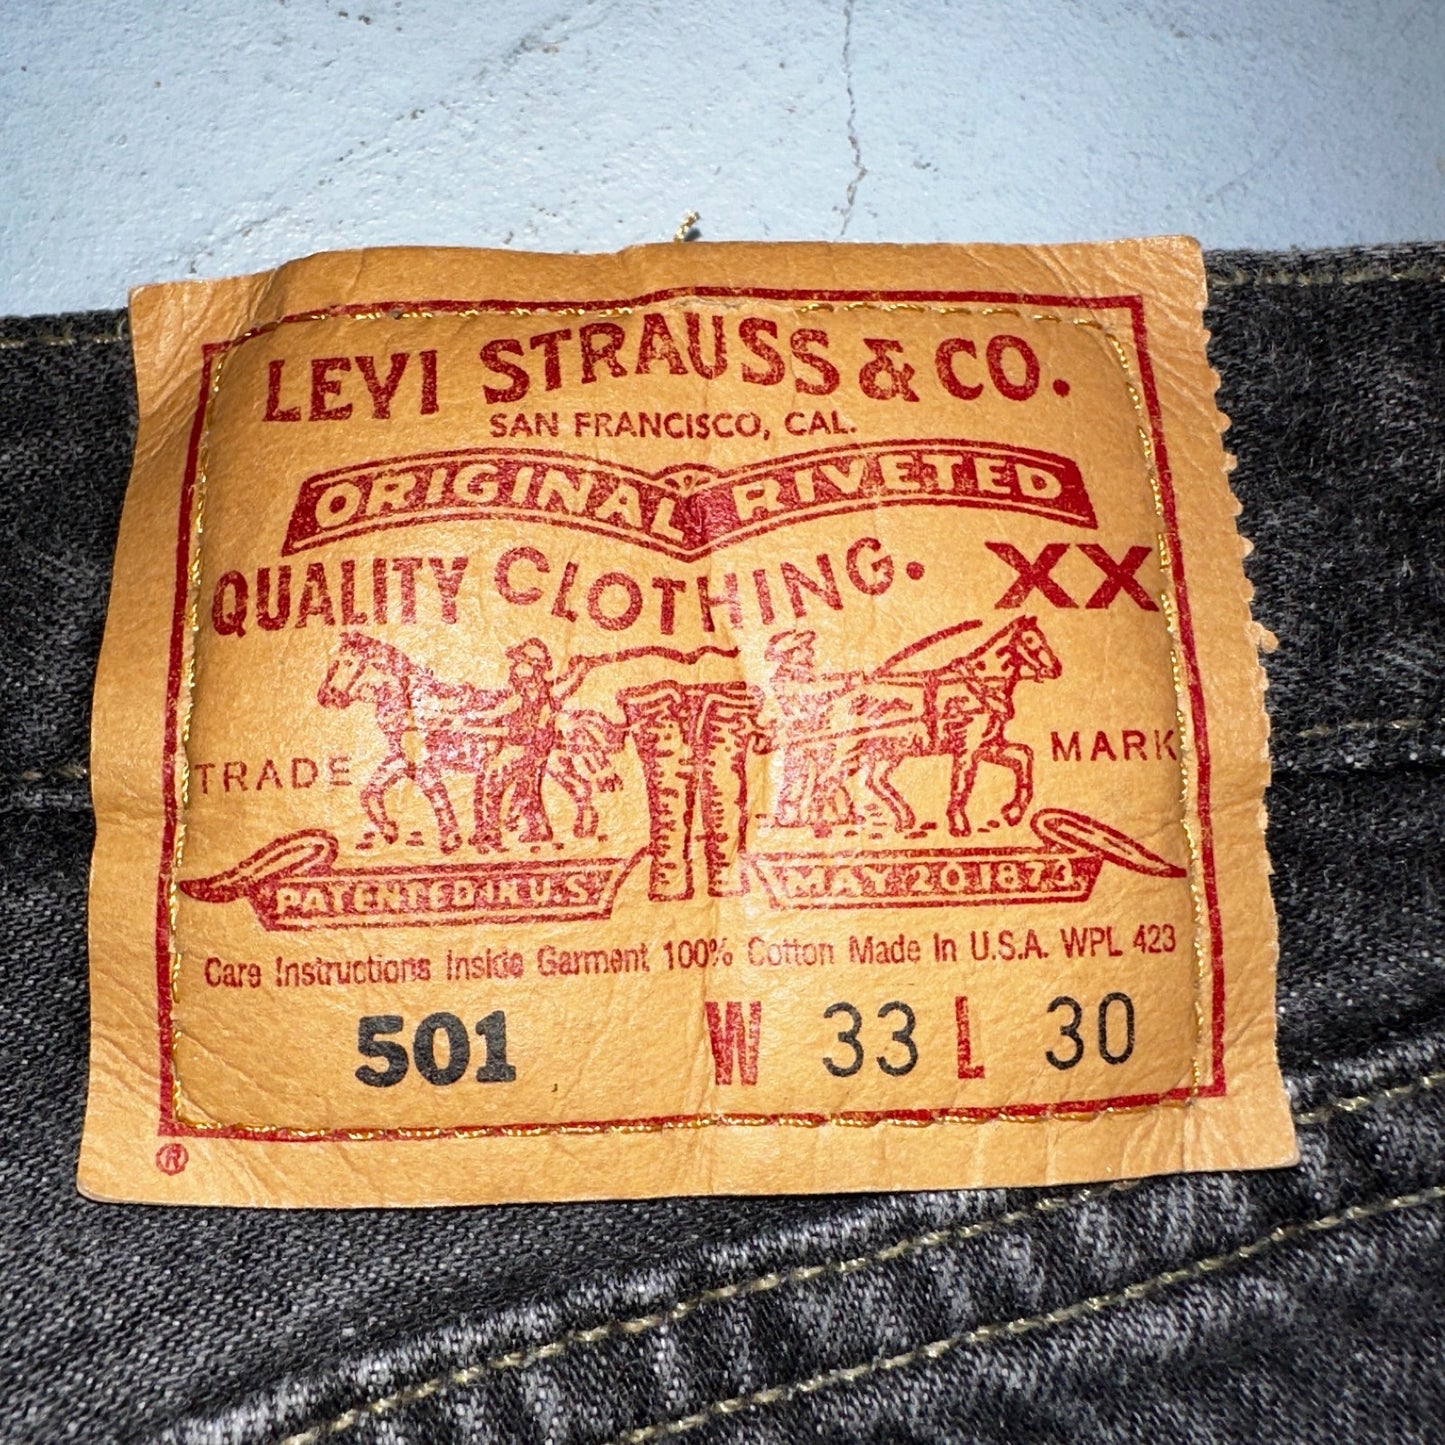 LEVI STRAUSS & CO.
SAN FRANCISCO, CAL.
ORIGINAL RIVETED
QUALITY CLOTHING. XX
TRADE MARK
PATENTED IN U.S. MAY 20 1873
Care Instructions Inside Garment 100% Cotton Made In U.S.A. WPL 423
501 W 33 L 30
®